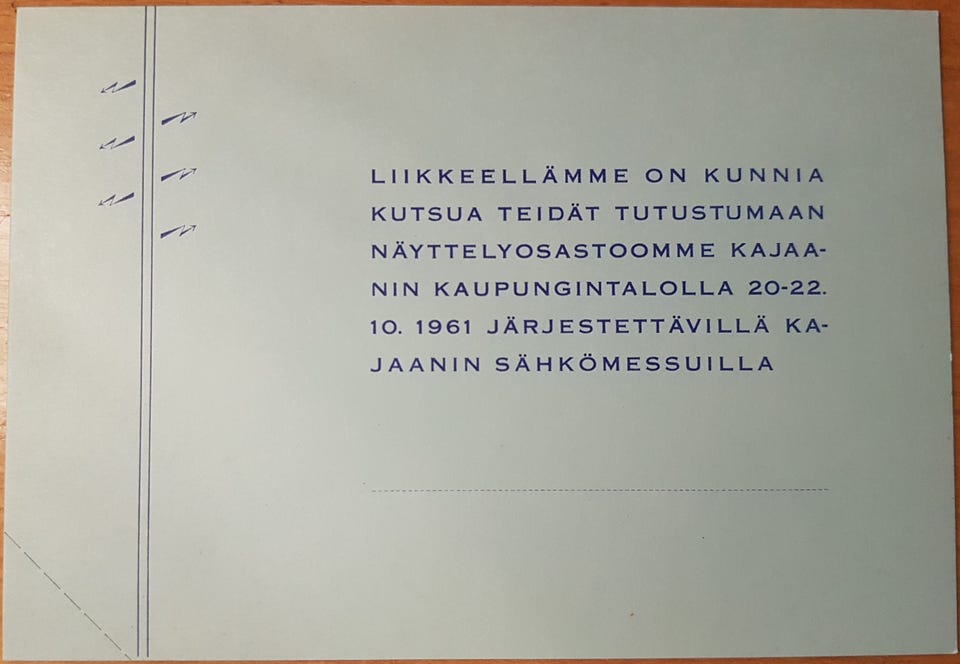 LIIKKEELLÄMME ON KUNNIA
KUTSUA TEIDÄT TUTUSTUMAAN
NÄYTTELYOSASTOOMME KAJAA-
NIN KAUPUNGINTALOLLA 20-22.
10. 1961 JÄRJESTETTÄVILLÄ KA-
JAANIN SÄHKÖMESSUILLA